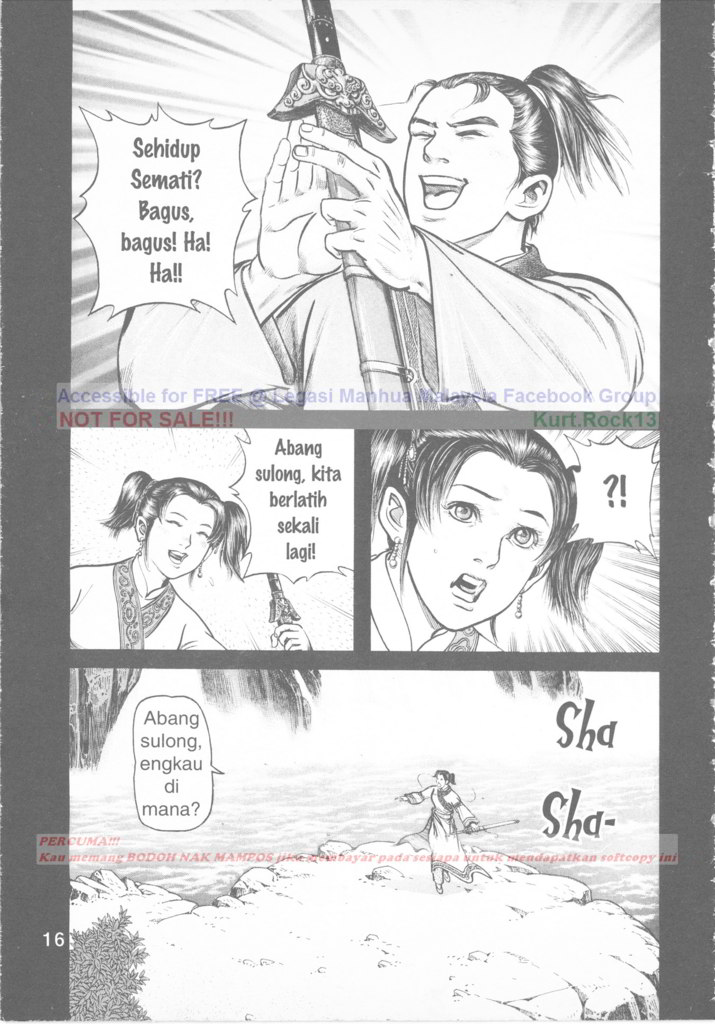 Sehidup
Semati?
Bagus,
bagus! Ha!
Ha!!
Accessible for FREE @ Legasi Manhua Malaysia Facebook Group
NOT FOR SALE!!!
Kurt.Rock13
Abang
sulong, kita
berlatih
sekali
lagi!
?!
Abang
sulong,
engkau
di
mana?
Sha
Sha-
PERCUMA!!!
Kau memang BODOH NAK MAMPOS jika membayar pada sesiapa untuk mendapatkan softcopy ini
16